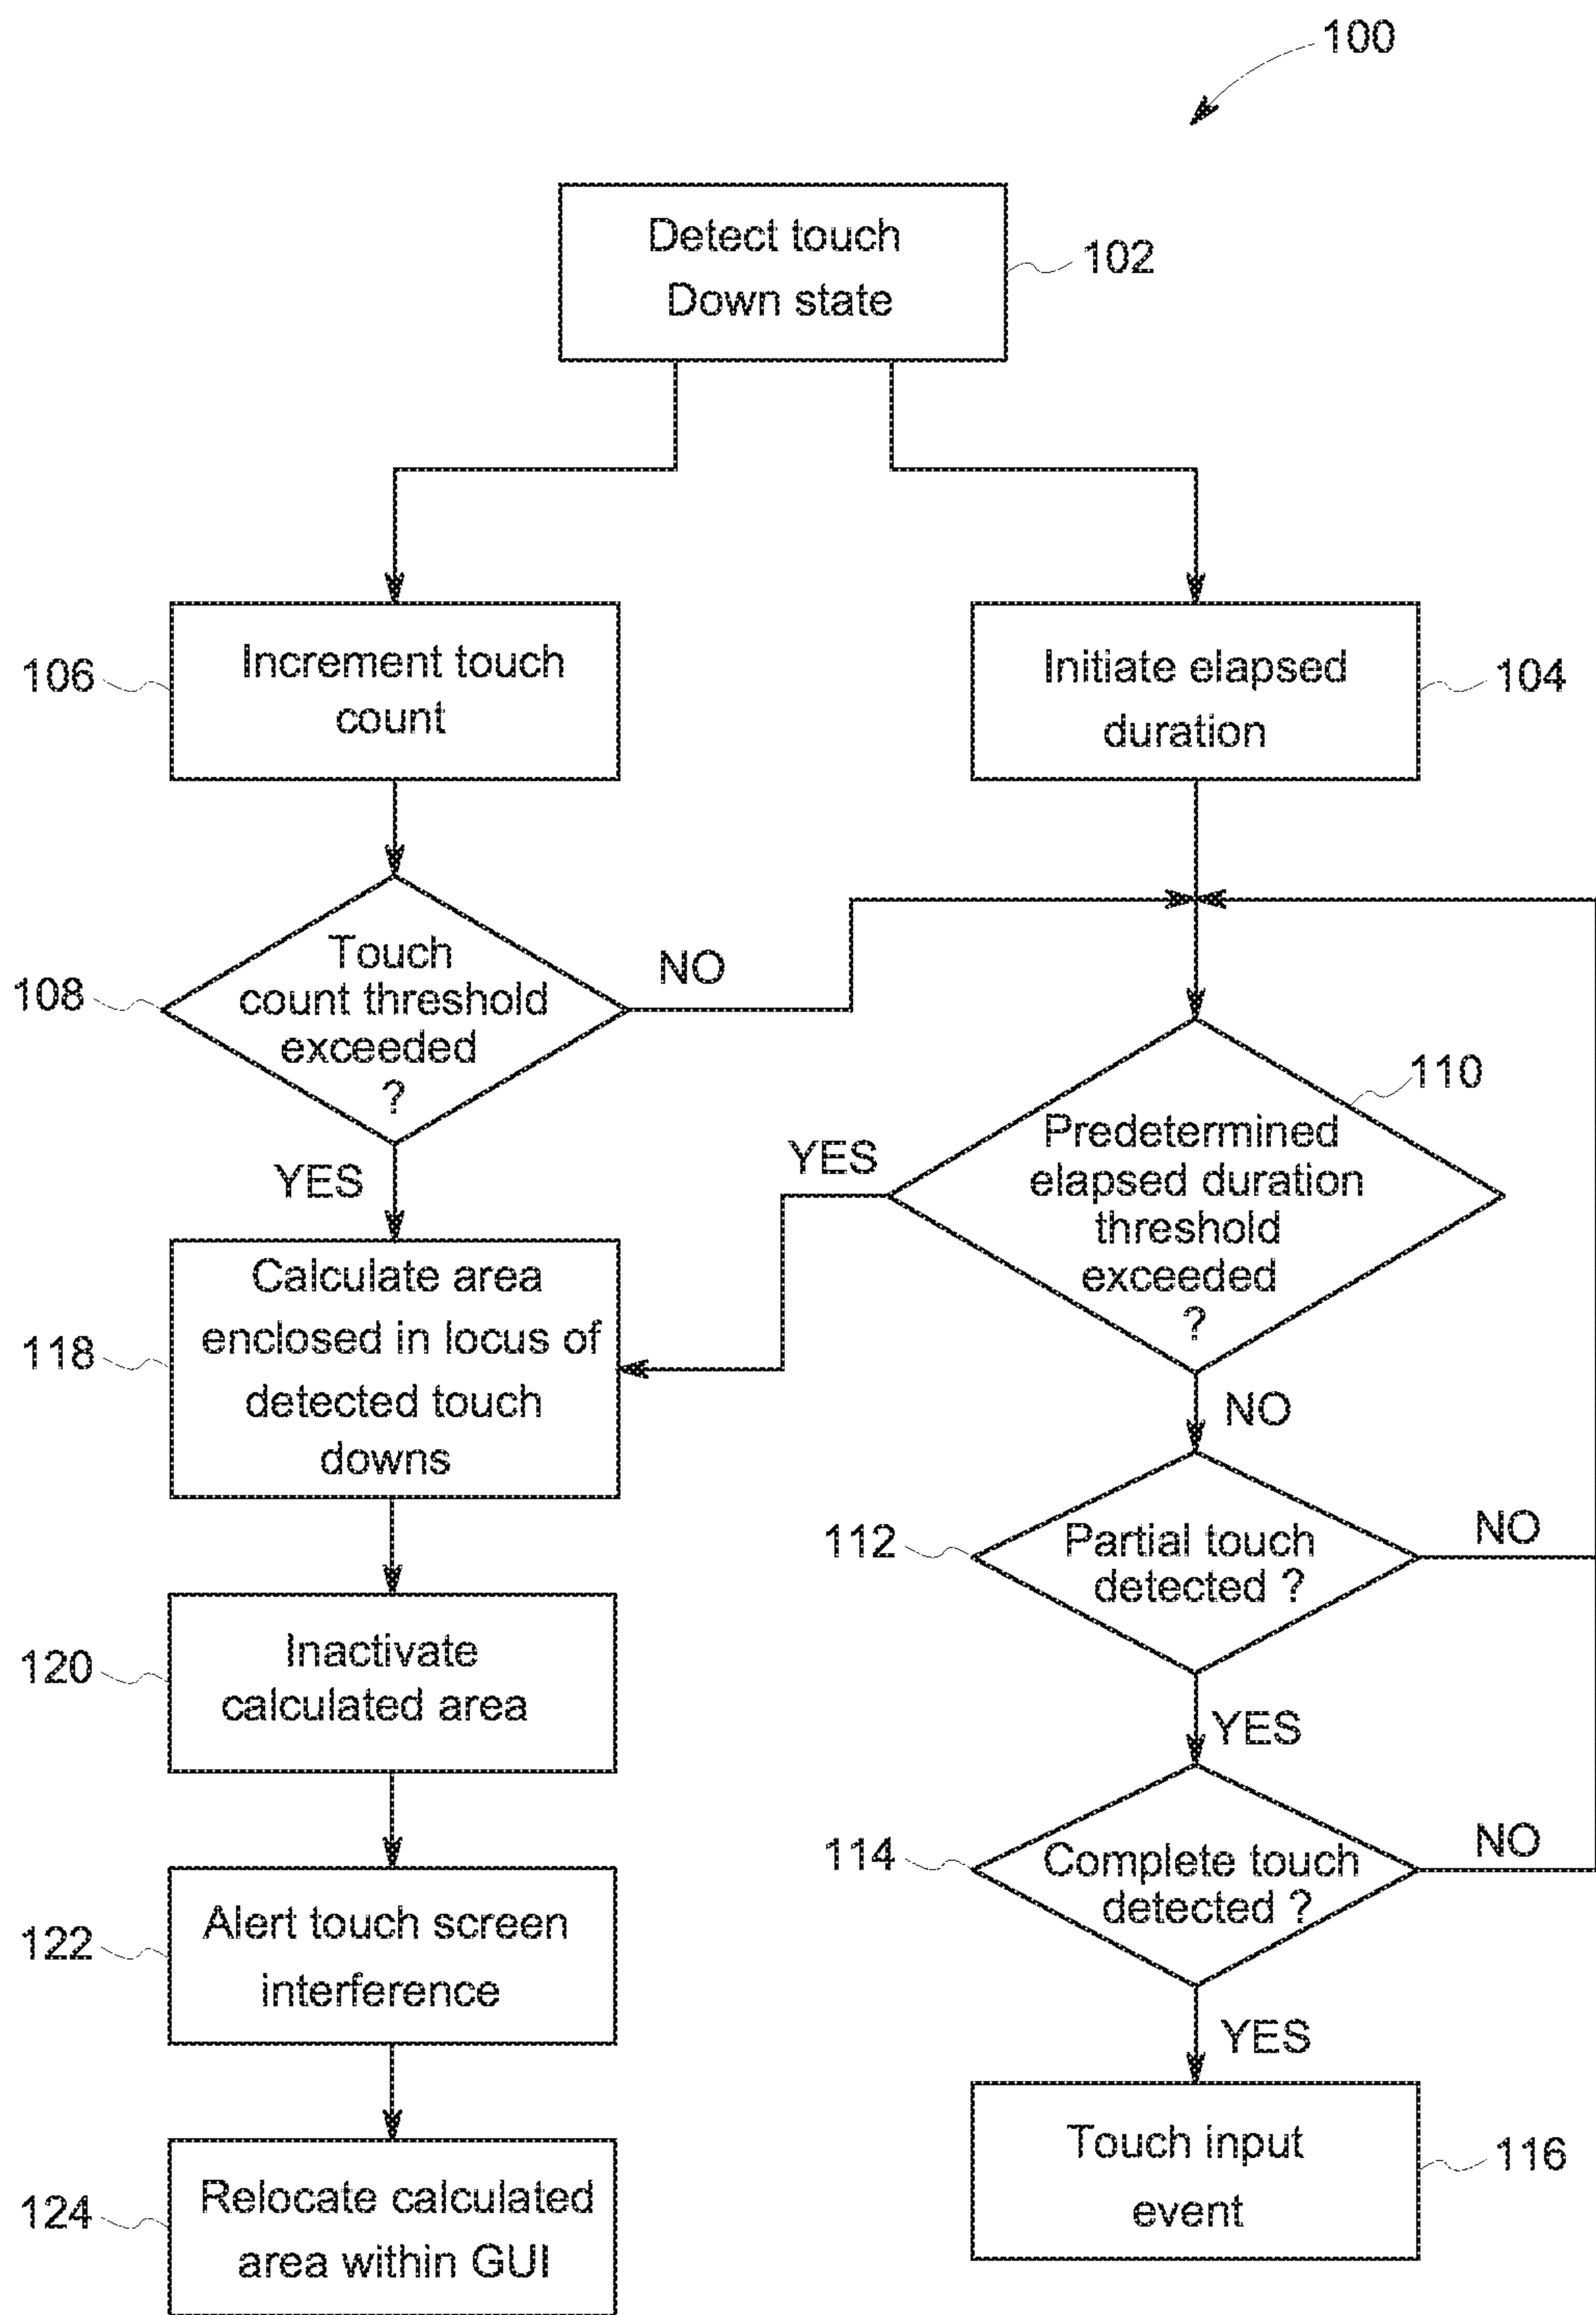 100
Detect touch
Down state
102
106
Increment touch
count
Initiate elapsed
duration
104
108
Touch
count threshold
exceeded
?
NO
YES
110
Predetermined
elapsed duration
threshold
exceeded
?
YES
NO
118
Calculate area
enclosed in locus of
detected touch
downs
112
Partial touch
detected ?
NO
YES
120
Inactivate
calculated area
114
Complete touch
detected ?
NO
YES
122
Alert touch screen
interference
116
Touch input
event
124
Relocate calculated
area within GUI